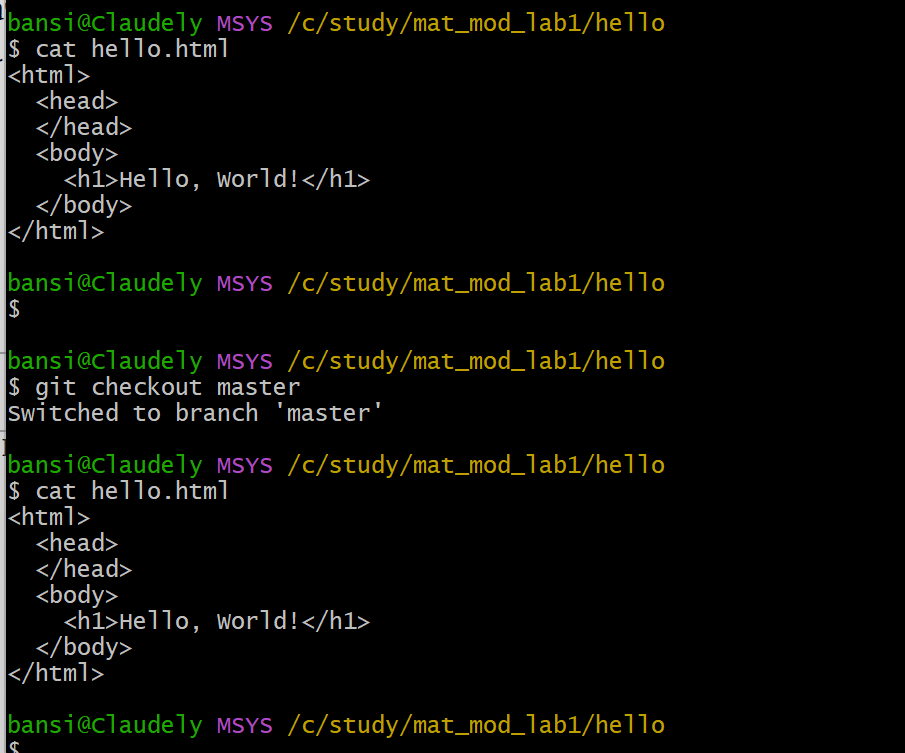 bansi@Claudely MSYS /c/study/mat_mod_lab1/hello
$ cat hello.html
<html>
  <head>
  </head>
  <body>
    <h1>Hello, World!</h1>
  </body>
</html>
bansi@Claudely MSYS /c/study/mat_mod_lab1/hello
$
bansi@Claudely MSYS /c/study/mat_mod_lab1/hello
$ git checkout master
Switched to branch 'master'
bansi@Claudely MSYS /c/study/mat_mod_lab1/hello
$ cat hello.html
<html>
  <head>
  </head>
  <body>
    <h1>Hello, World!</h1>
  </body>
</html>
bansi@Claudely MSYS /c/study/mat_mod_lab1/hello
$